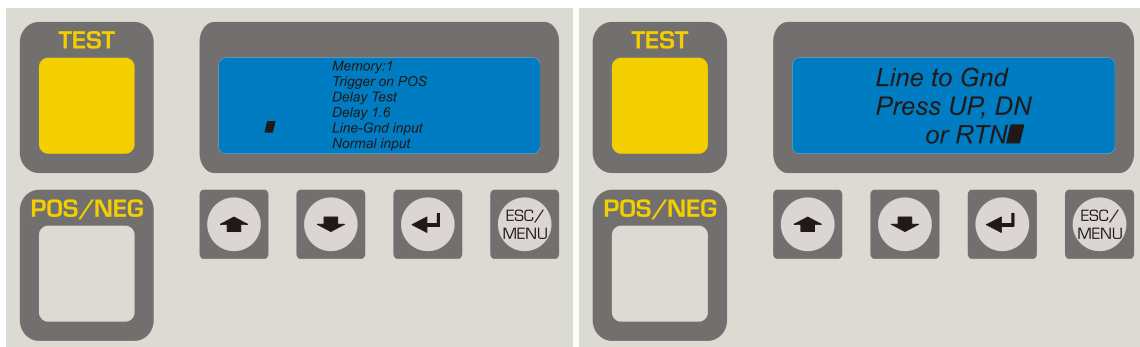 TEST
Memory:1
Trigger on POS
Delay Test
Delay 1.6
Line-Gnd input
Normal input
POS/NEG
ESC/
MENU
TEST
Line to Gnd
Press UP, DN
or RTN
POS/NEG
ESC/
MENU